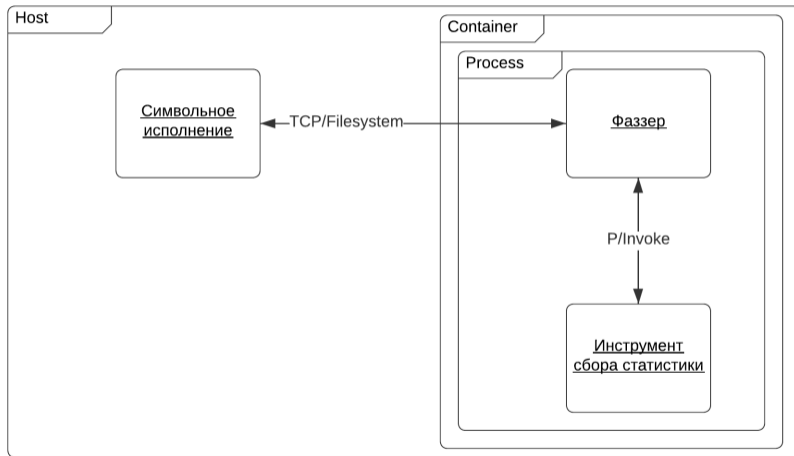 Host
Container
Process
Символьное
исполнение
TCP/Filesystem
Фаззер
P/Invoke
Инструмент
сбора статистики